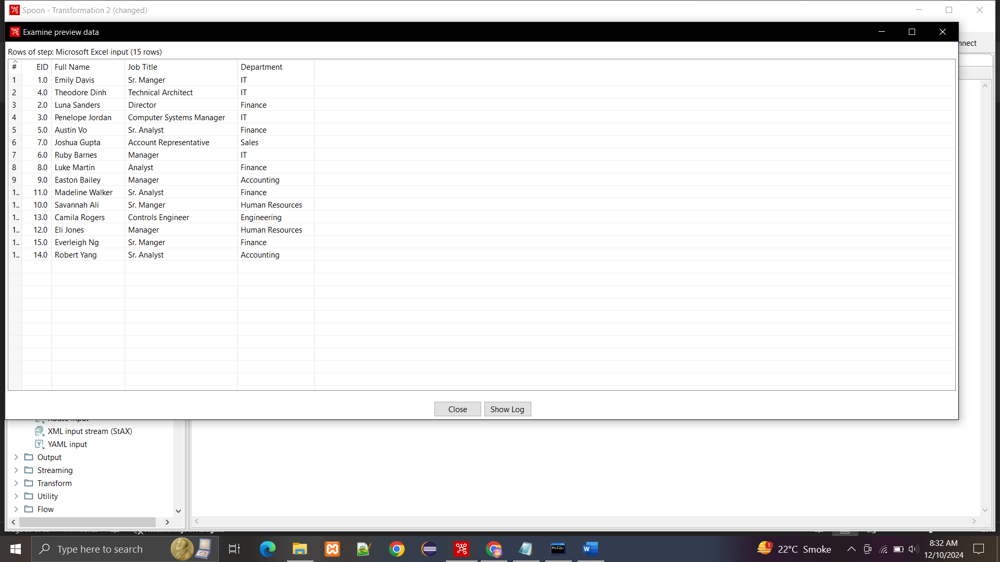 Spoon - Transformation 2 (changed)
Examine preview data
nnect
Rows of step: Microsoft Excel input (15 rows)
# EID Full Name Job Title Department
1 1.0 Emily Davis Sr. Manger IT
2 4.0 Theodore Dinh Technical Architect IT
3 2.0 Luna Sanders Director Finance
4 3.0 Penelope Jordan Computer Systems Manager IT
5 5.0 Austin Vo Sr. Analyst Finance
6 7.0 Joshua Gupta Account Representative Sales
7 6.0 Ruby Barnes Manager IT
8 8.0 Luke Martin Analyst Finance
9 9.0 Easton Bailey Manager Accounting
1.. 11.0 Madeline Walker Sr. Analyst Finance
1.. 10.0 Savannah Ali Sr. Manger Human Resources
1.. 13.0 Camila Rogers Controls Engineer Engineering
1.. 12.0 Eli Jones Manager Human Resources
1.. 15.0 Everleigh Ng Sr. Manger Finance
1.. 14.0 Robert Yang Sr. Analyst Accounting
Close Show Log
XML input stream (StAX)
YAML input
Output
Streaming
Transform
Utility
Flow
Type here to search
MySQL
1
22°C Smoke
8:32 AM
12/10/2024